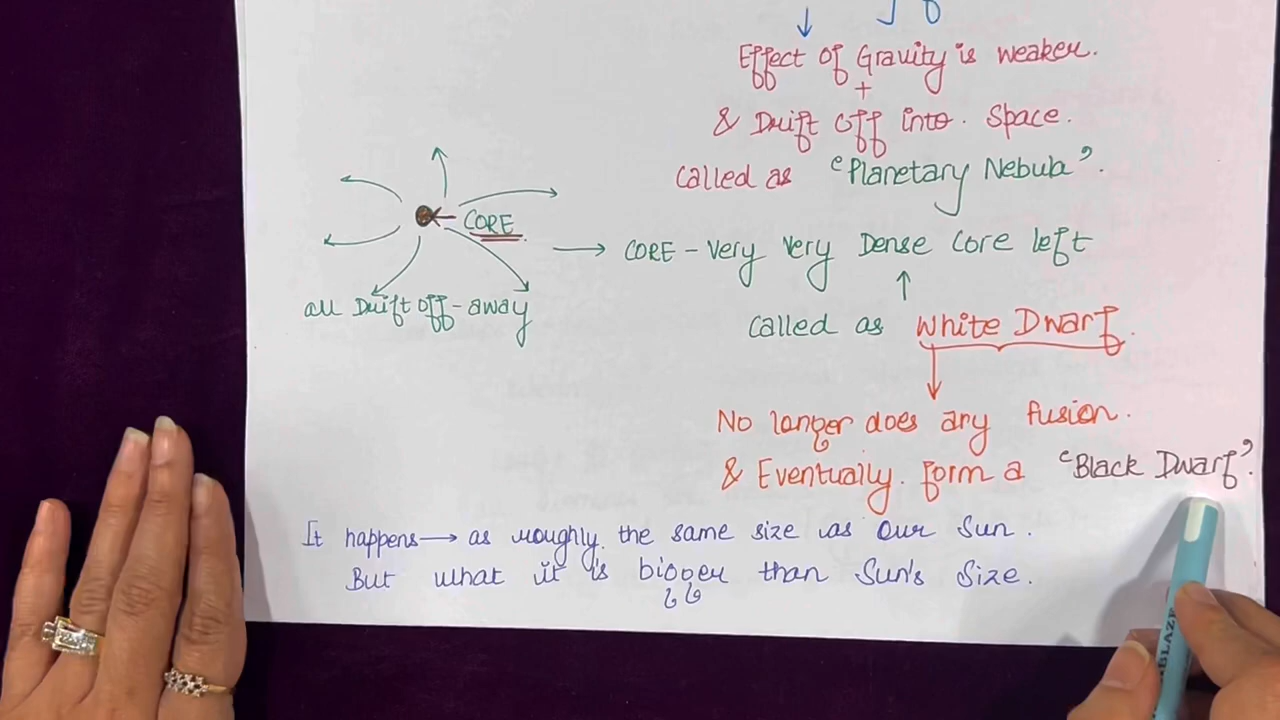 Effect of Gravity is weaker.
+
& Drift off into. Space.
Called as "Planetary Nebula".
CORE
CORE - very very Dense Core left
all Drift off - away
Called as White Dwarf.
No longer does any fusion.
& Eventually. form a "Black Dwarf".
It happens → as roughly. the same size as our Sun.
But what it is bigger than Sun's Size.
BLAZE